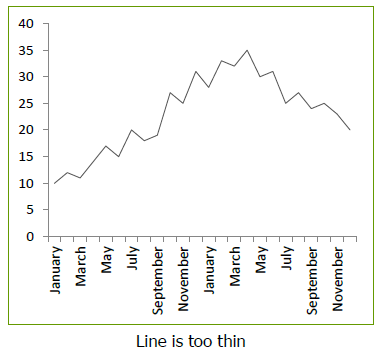 40
35
30
25
20
15
10
5
0
January
March
May
July
September
November
January
March
May
July
September
November
Line is too thin